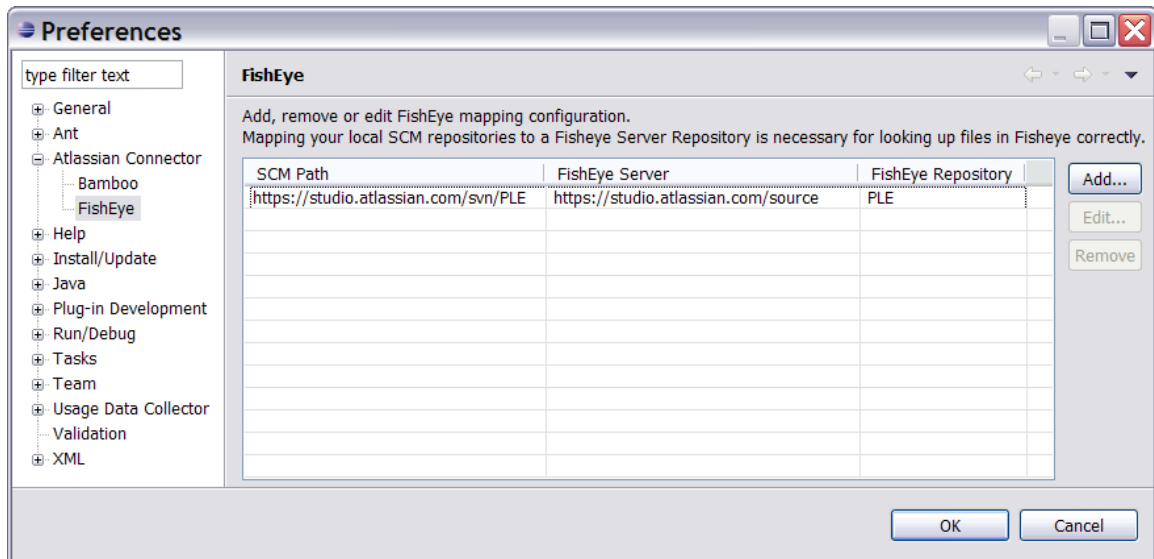 Preferences
type filter text
General
Ant
Atlassian Connector
Bamboo
FishEye
Help
Install/Update
Java
Plug-in Development
Run/Debug
Tasks
Team
Usage Data Collector
Validation
XML
FishEye
Add, remove or edit FishEye mapping configuration.
Mapping your local SCM repositories to a Fisheye Server Repository is necessary for looking up files in Fisheye correctly.
SCM Path FishEye Server FishEye Repository
https://studio.atlassian.com/svn/PLE https://studio.atlassian.com/source PLE
Add...
Edit...
Remove
OK Cancel